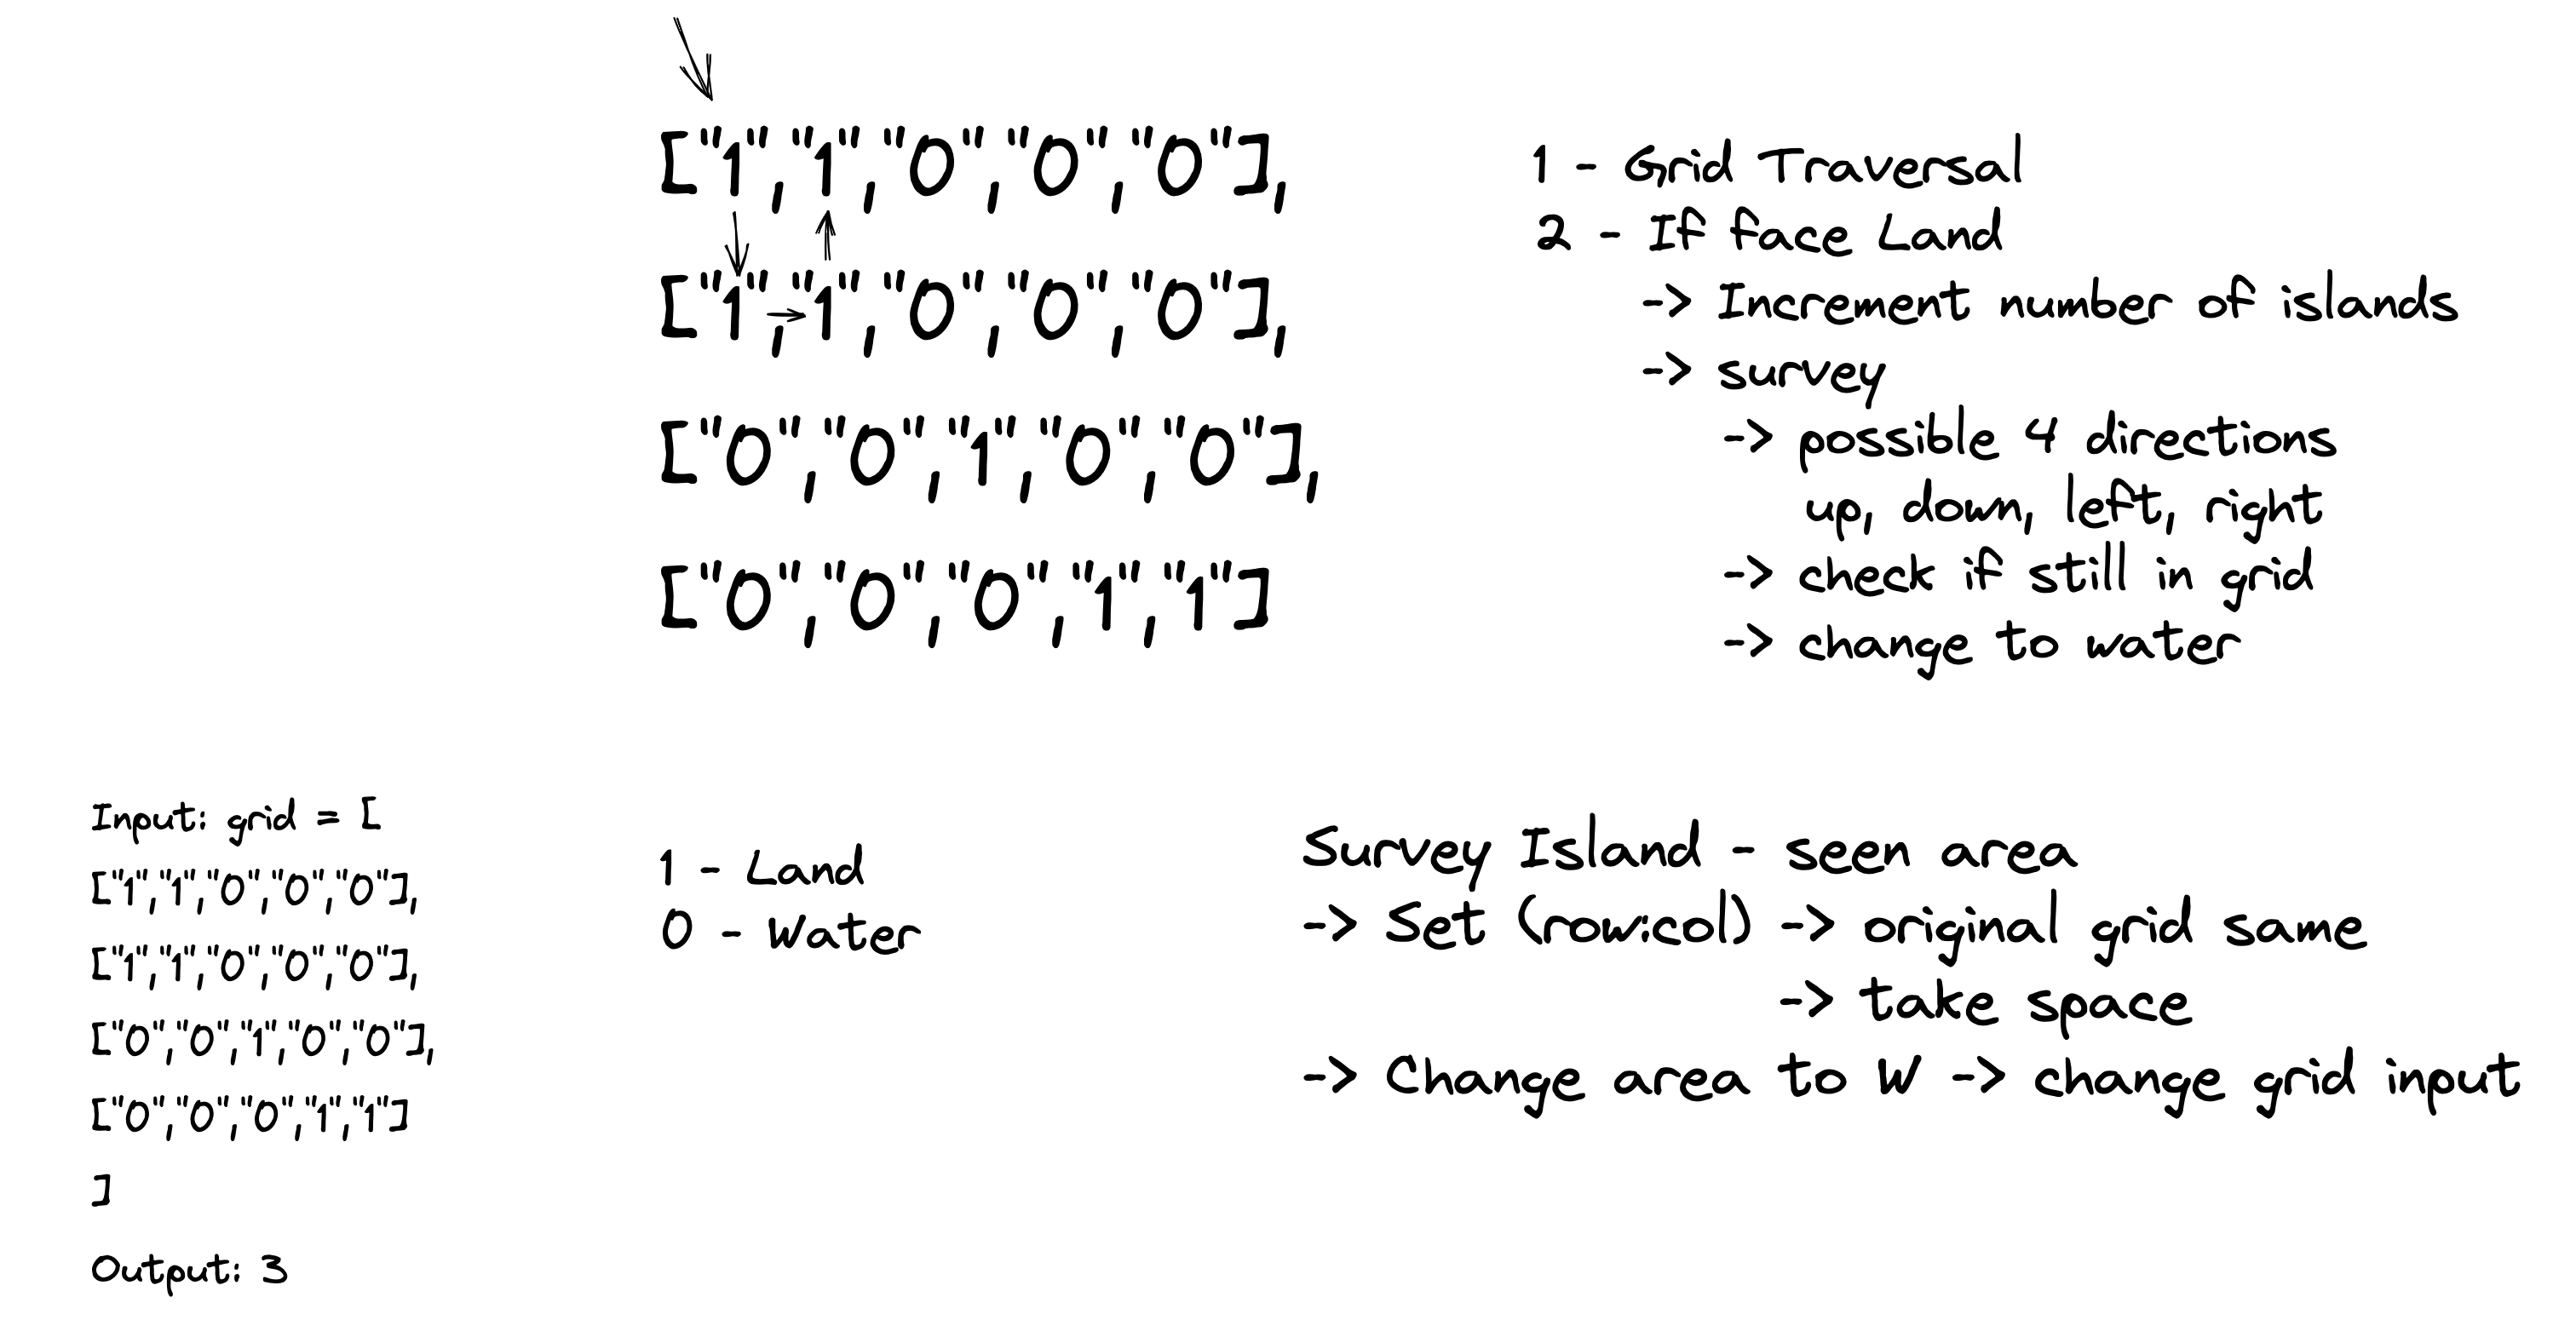 ["1","1","0","0","0"],
["1","1","0","0","0"],
["0","0","1","0","0"],
["0","0","0","1","1"]
1 - Grid Traversal
2 - If face Land
-> Increment number of islands
-> survey
-> possible 4 directions
up, down, left, right
-> check if still in grid
-> change to water
Input: grid = [
["1","1","0","0","0"],
["1","1","0","0","0"],
["0","0","1","0","0"],
["0","0","0","1","1"]
]
Output: 3
1 - Land
0 - Water
Survey Island - seen area
-> Set (row:col) -> original grid same
-> take space
-> Change area to W -> change grid input